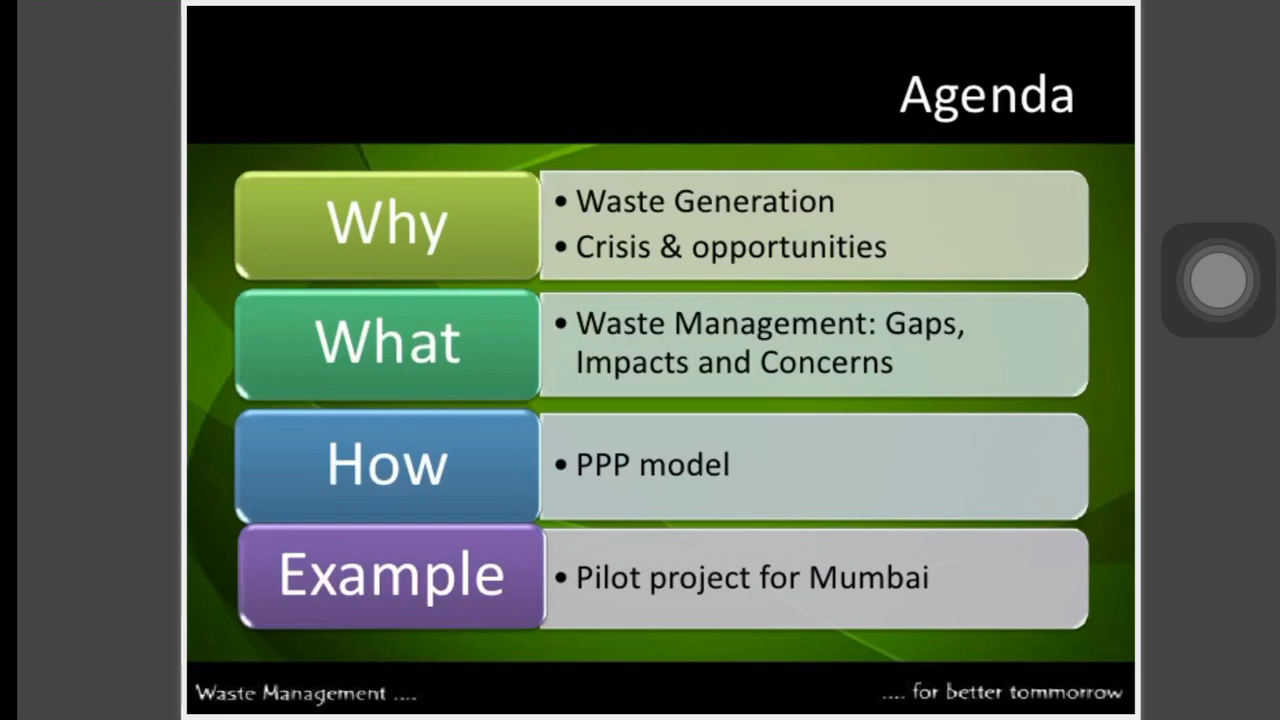 Agenda
Why
• Waste Generation
• Crisis & opportunities
What
• Waste Management: Gaps,
Impacts and Concerns
How
• PPP model
Example
• Pilot project for Mumbai
Waste Management ....
.... for better tommorrow